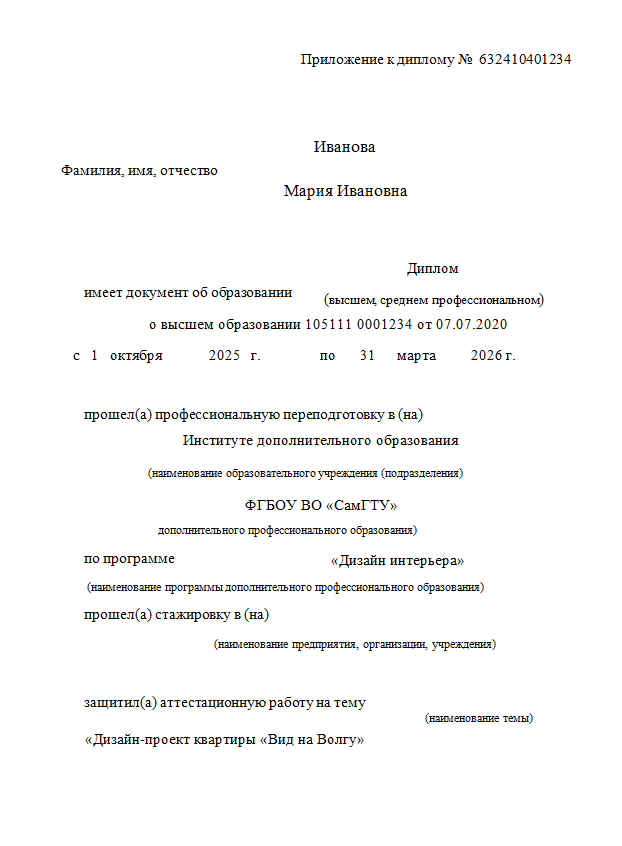 Приложение к диплому № 632410401234
Иванова
Фамилия, имя, отчество
Мария Ивановна
Диплом
имеет документ об образовании
(высшем, среднем профессиональном)
о высшем образовании 105111 0001234 от 07.07.2020
с 1 октября 2025 г. по 31 марта 2026 г.
прошел(а) профессиональную переподготовку в (на)
Институте дополнительного образования
(наименование образовательного учреждения (подразделения)
ФГБОУ ВО «СамГТУ»
дополнительного профессионального образования)
по программе «Дизайн интерьера»
(наименование программы дополнительного профессионального образования)
прошел(а) стажировку в (на)
(наименование предприятия, организации, учреждения)
защитил(а) аттестационную работу на тему
(наименование темы)
«Дизайн-проект квартиры «Вид на Волгу»